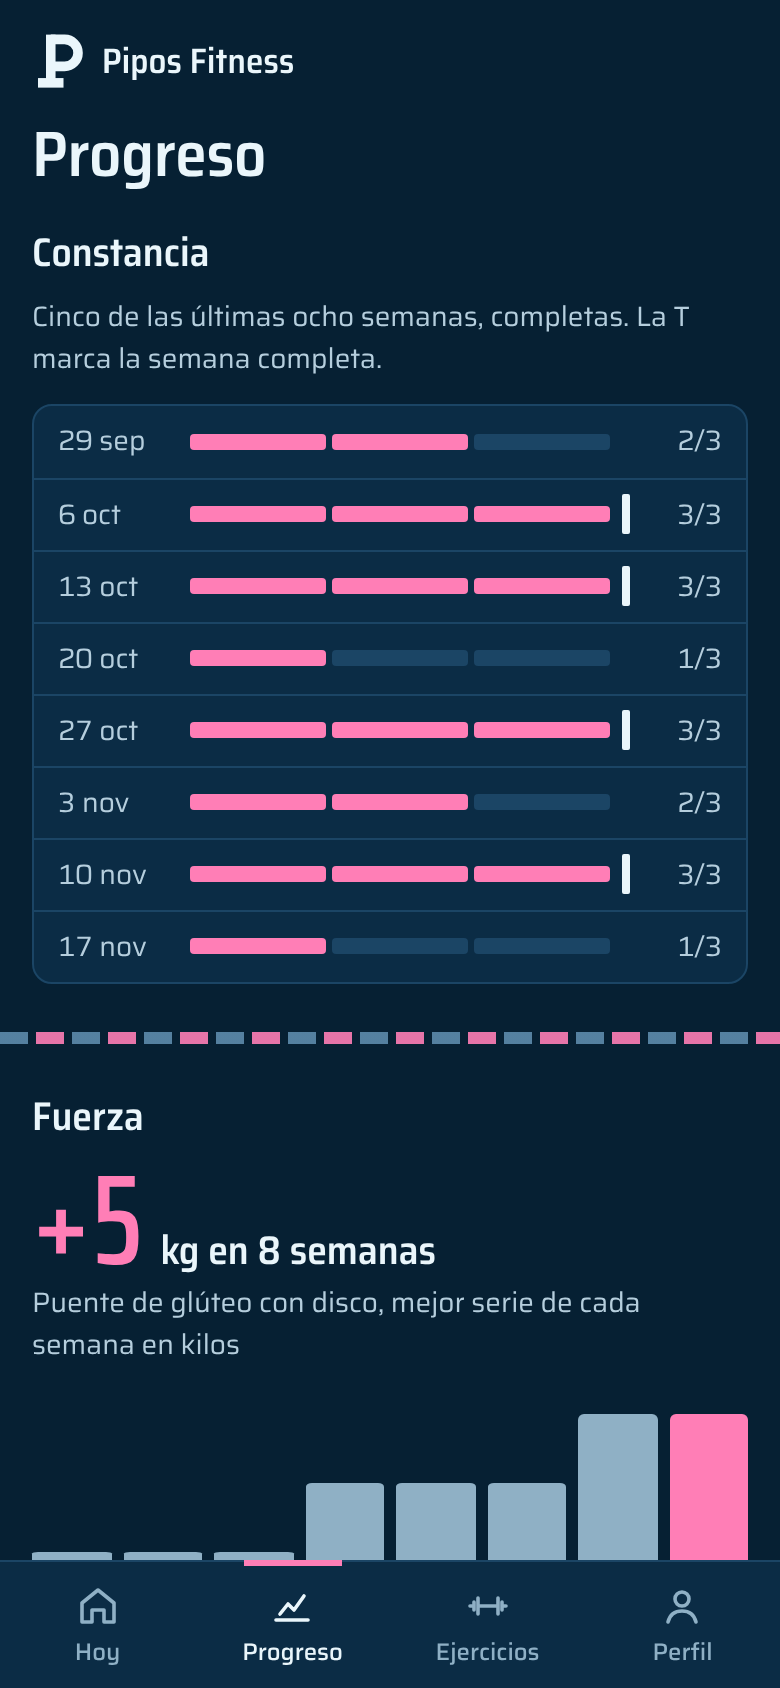 Pipos Fitness
Progreso
Constancia
Cinco de las últimas ocho semanas, completas. La T
marca la semana completa.
29 sep 2/3
6 oct 3/3
13 oct 3/3
20 oct 1/3
27 oct 3/3
3 nov 2/3
10 nov 3/3
17 nov 1/3
Fuerza
+5 kg en 8 semanas
Puente de glúteo con disco, mejor serie de cada
semana en kilos
Hoy Progreso Ejercicios Perfil